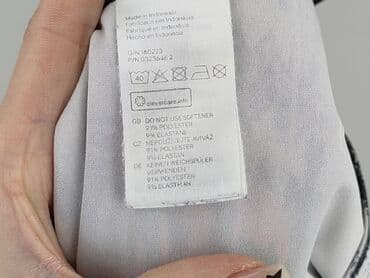 Made in Indonesia
Fabricado en Indonesia
Fabriqué en Indonésie
Hecho en Indonesia
O/N 180223
P/N 0323646.2
40
clevercare.info
GB DO NOT USE SOFTENER
91% POLYESTER
9% ELASTANE
CZ NEPOUŽÍVEJTE AVIVÁŽ
91% POLYESTER
9% ELASTAN
DE KEINEN WEICHSPÜLER
VERWENDEN
91% POLYESTER
9% ELASTHAN